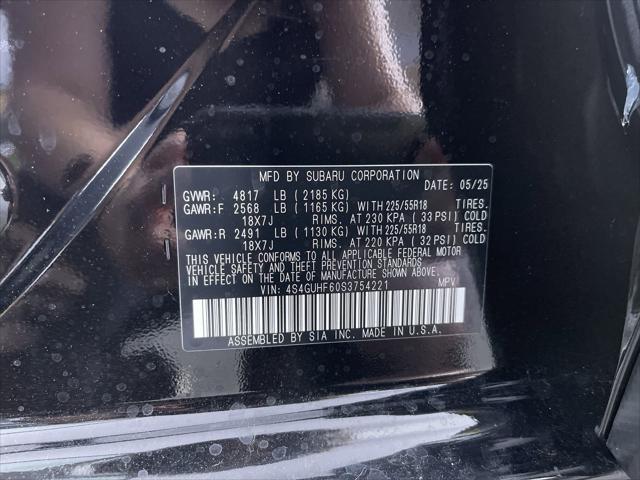 MFD BY SUBARU CORPORATION
DATE: 05/25
GVWR: 4817 LB ( 2185 KG)
GAWR:F 2568 LB ( 1165 KG) WITH 225/55R18 TIRES.
18X7J RIMS. AT 230 KPA ( 33 PSI) COLD
GAWR:R 2491 LB ( 1130 KG) WITH 225/55R18 TIRES.
18X7J RIMS. AT 220 KPA ( 32 PSI) COLD
THIS VEHICLE CONFORMS TO ALL APPLICABLE FEDERAL MOTOR
VEHICLE SAFETY AND THEFT PREVENTION STANDARDS
IN EFFECT ON THE DATE OF MANUFACTURE SHOWN ABOVE.
VIN: 4S4GUHF60S3754221 MPV
ASSEMBLED BY SIA INC. MADE IN U.S.A.